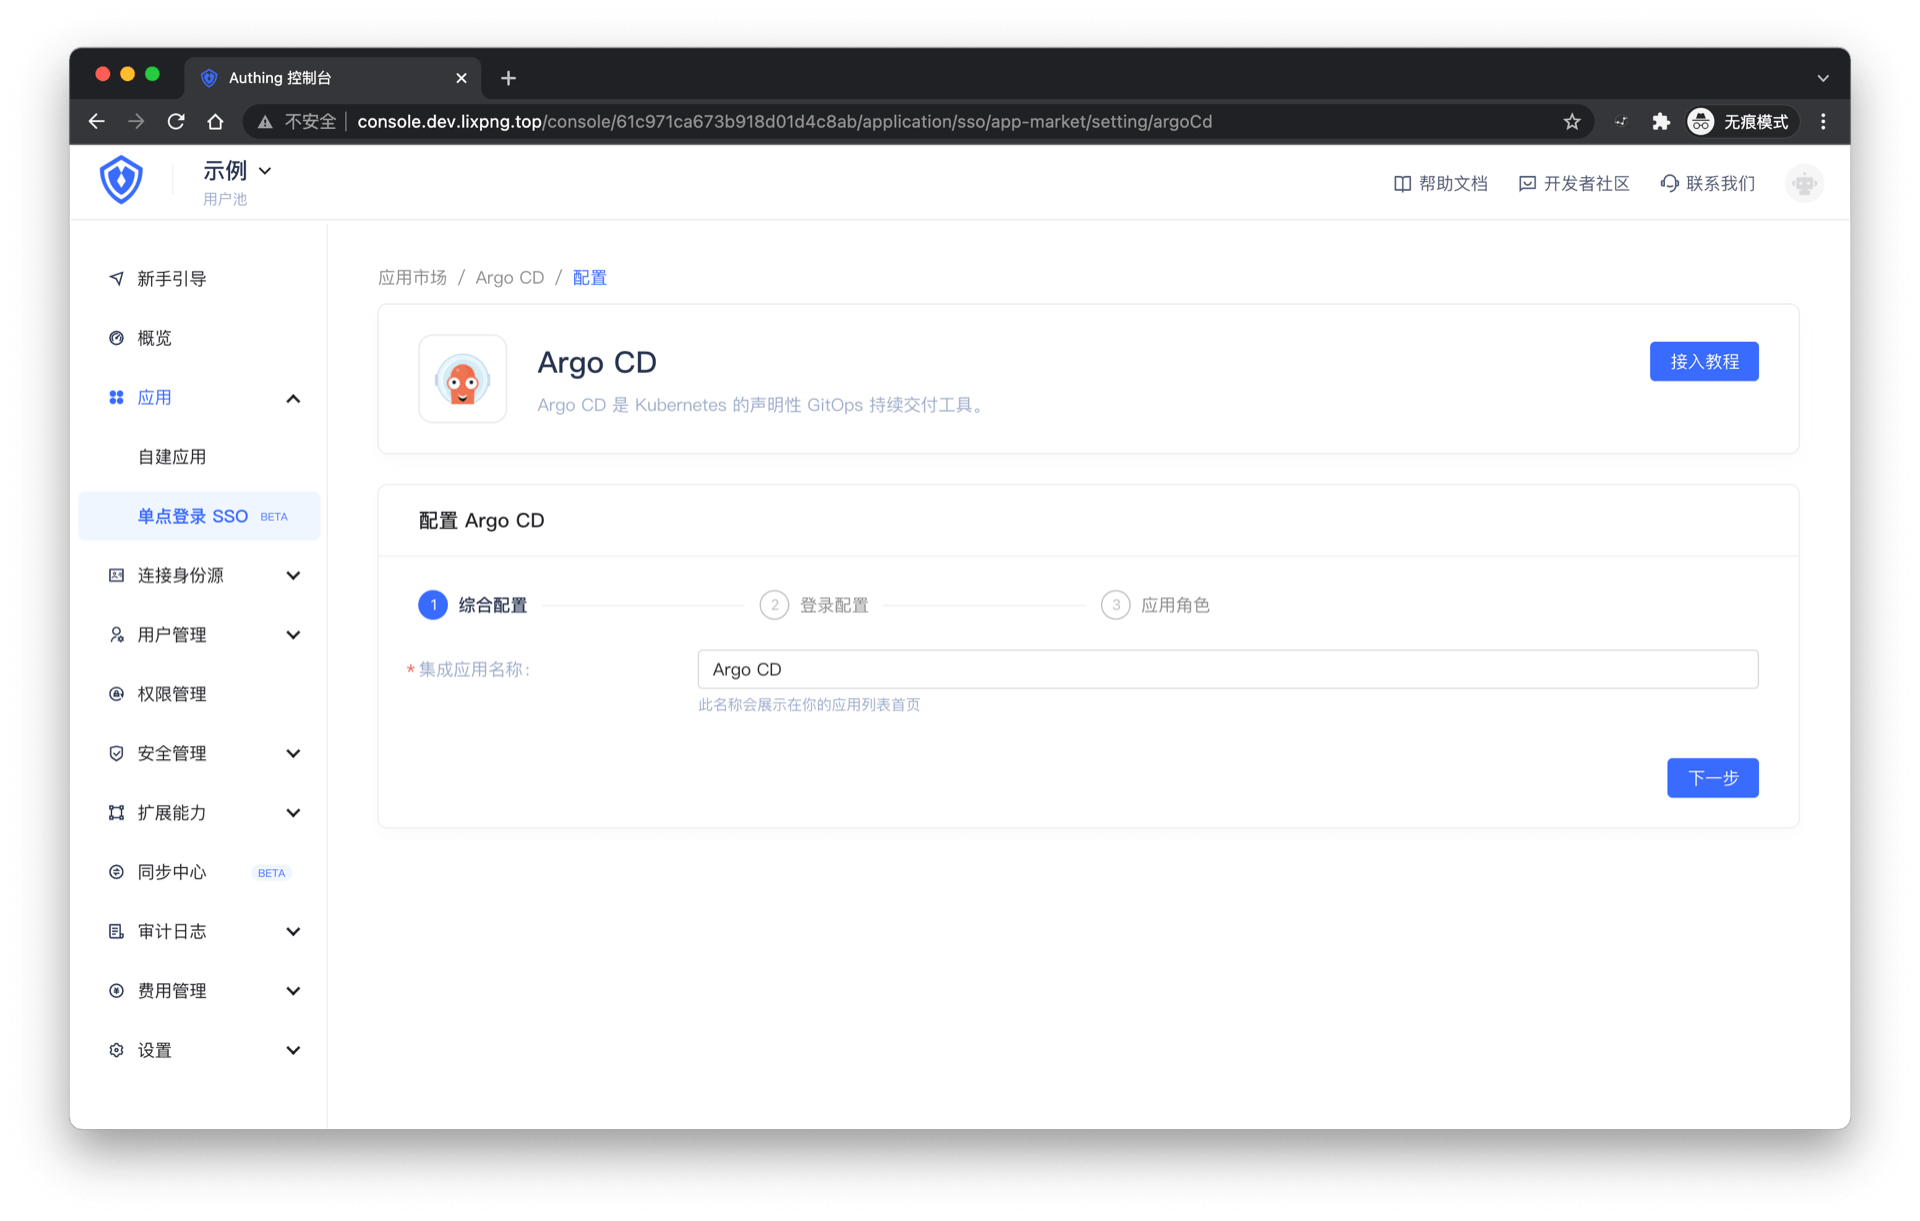 Authing 控制台
不安全 console.dev.lixpng.top/console/61c971ca673b918d01d4c8ab/application/sso/app-market/setting/argoCd
无痕模式
示例
用户池
帮助文档
开发者社区
联系我们
新手引导
概览
应用
自建应用
单点登录 SSO BETA
连接身份源
用户管理
权限管理
安全管理
扩展能力
同步中心 BETA
审计日志
费用管理
设置
应用市场 / Argo CD / 配置
Argo CD
Argo CD 是 Kubernetes 的声明性 GitOps 持续交付工具。
接入教程
配置 Argo CD
1 综合配置
2 登录配置
3 应用角色
* 集成应用名称:
Argo CD
此名称会展示在你的应用列表首页
下一步